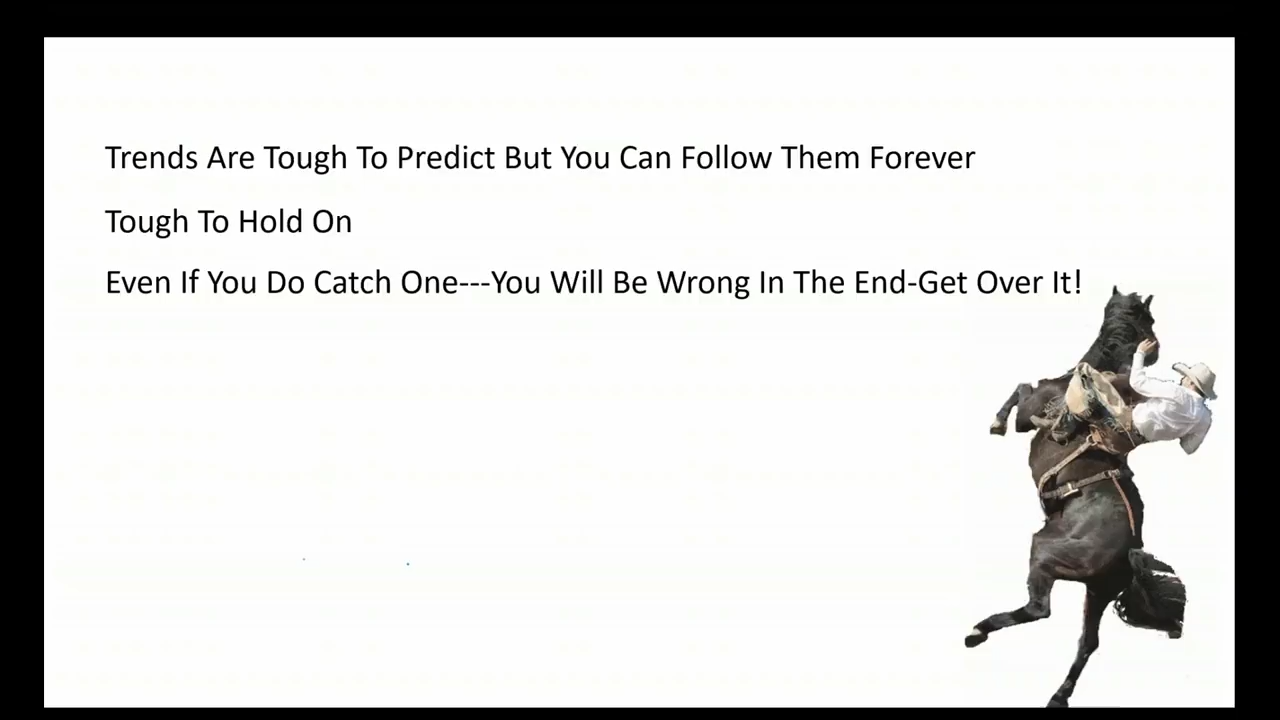 Trends Are Tough To Predict But You Can Follow Them Forever
Tough To Hold On
Even If You Do Catch One---You Will Be Wrong In The End-Get Over It!